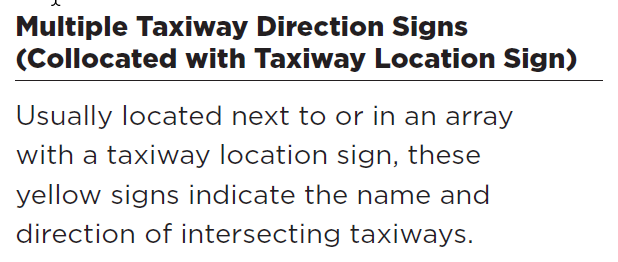 Multiple Taxiway Direction Signs
(Collocated with Taxiway Location Sign)
Usually located next to or in an array
with a taxiway location sign, these
yellow signs indicate the name and
direction of intersecting taxiways.